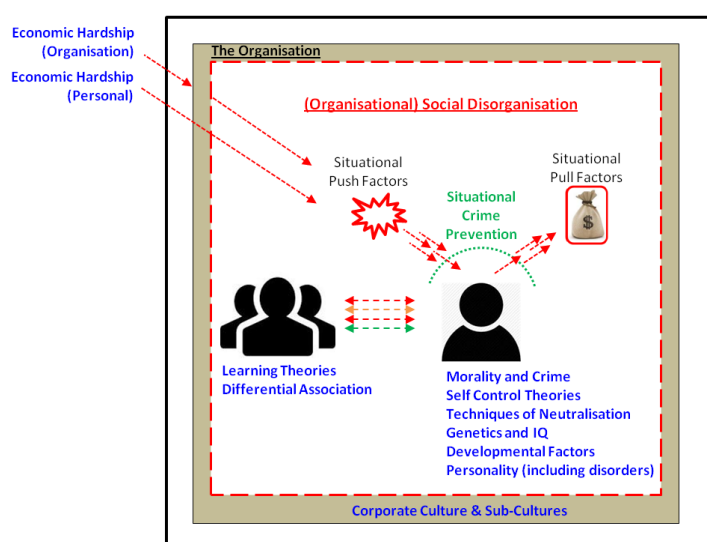 Economic Hardship
(Organisation)
Economic Hardship
(Personal)
The Organisation
(Organisational) Social Disorganisation
Situational
Push Factors
Situational
Pull Factors
Situational
Crime
Prevention
$
Learning Theories
Differential Association
Morality and Crime
Self Control Theories
Techniques of Neutralisation
Genetics and IQ
Developmental Factors
Personality (including disorders)
Corporate Culture & Sub-Cultures